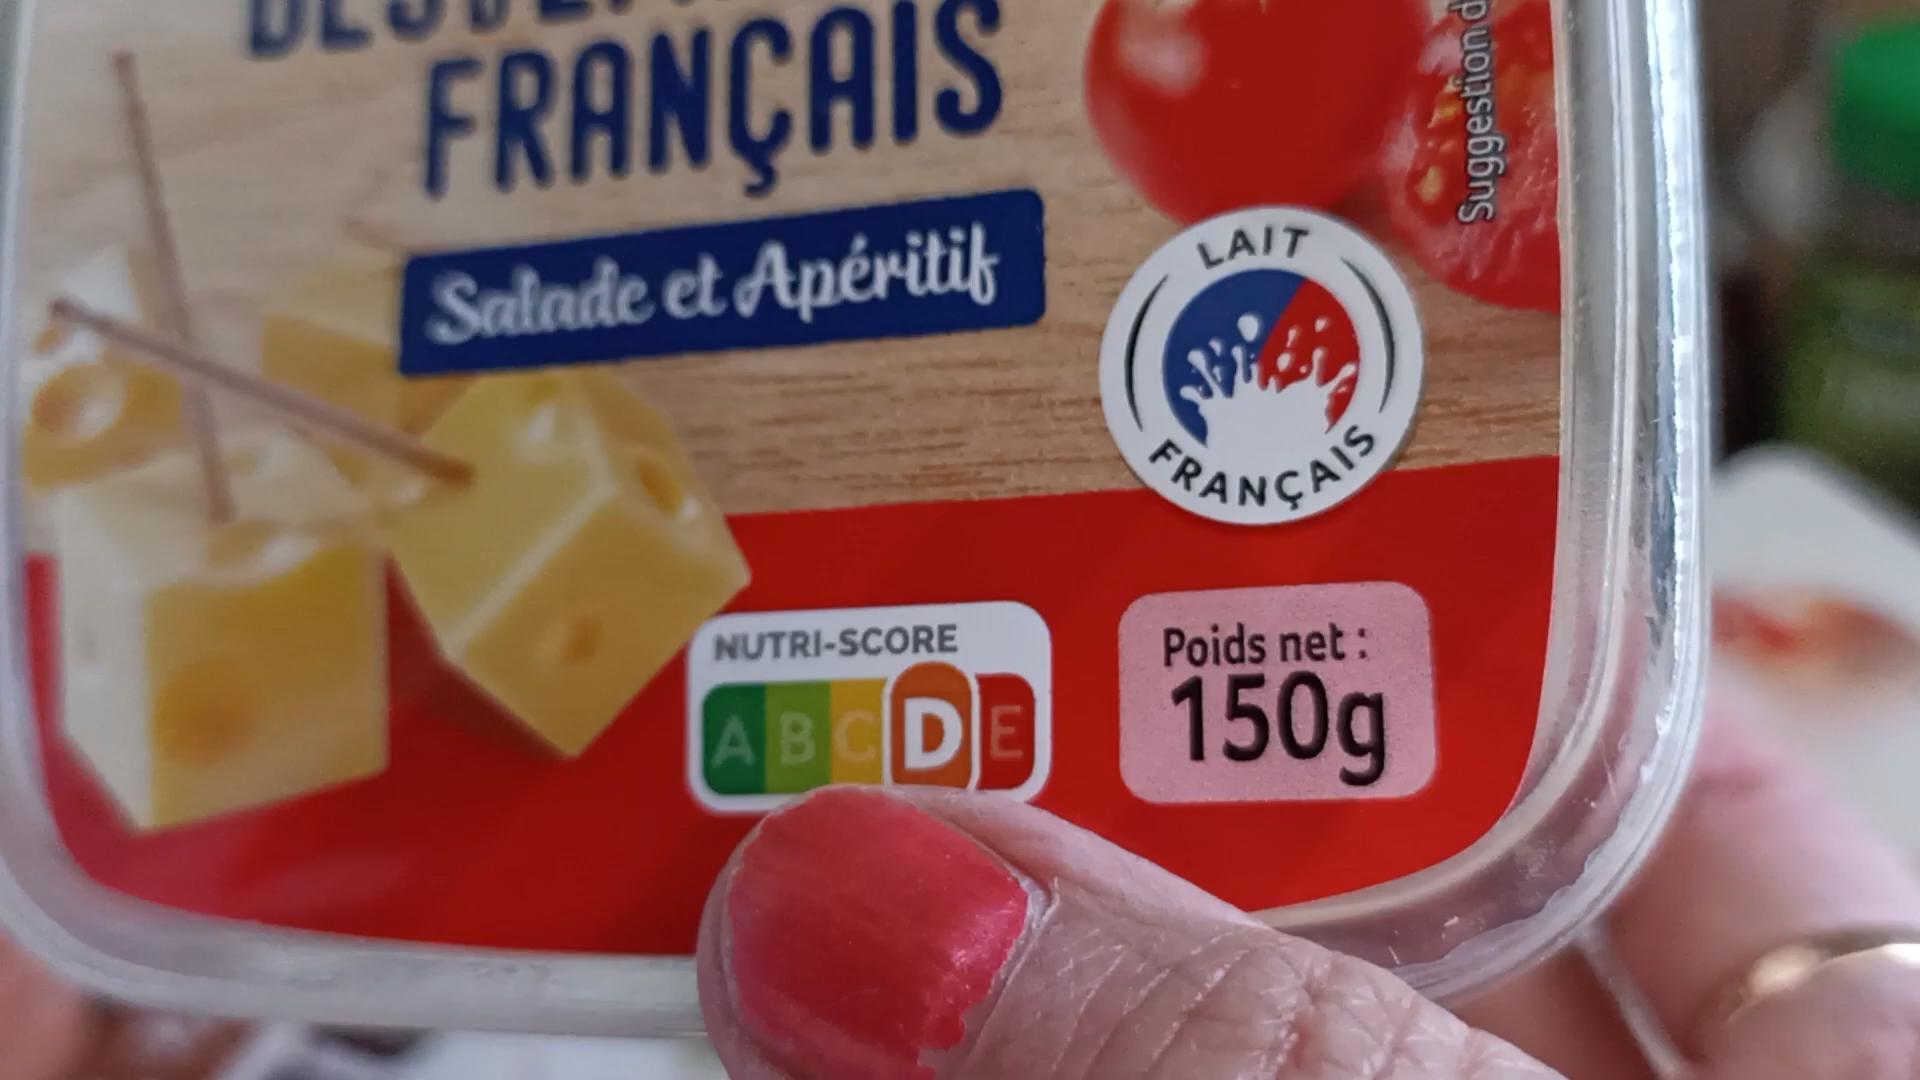 FRANÇAIS
Salade et Apéritif
Suggestion
LAIT
FRANÇAIS
NUTRI-SCORE
A B C D E
Poids net :
150g